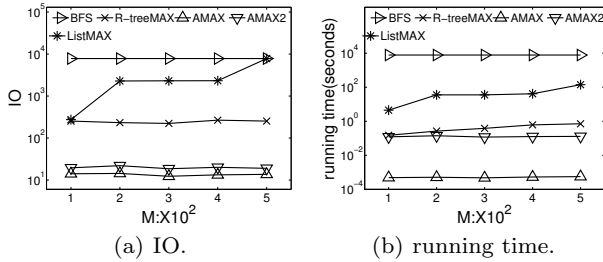 BFS R-treeMAX AMAX AMAX2
ListMAX
10^5
10^4
10^3
10^2
10^1
IO
1 2 3 4 5
M:X10^2
(a) IO.
BFS R-treeMAX AMAX AMAX2
ListMAX
10^4
10^2
10^0
10^-2
10^-4
running time(seconds)
1 2 3 4 5
M:X10^2
(b) running time.